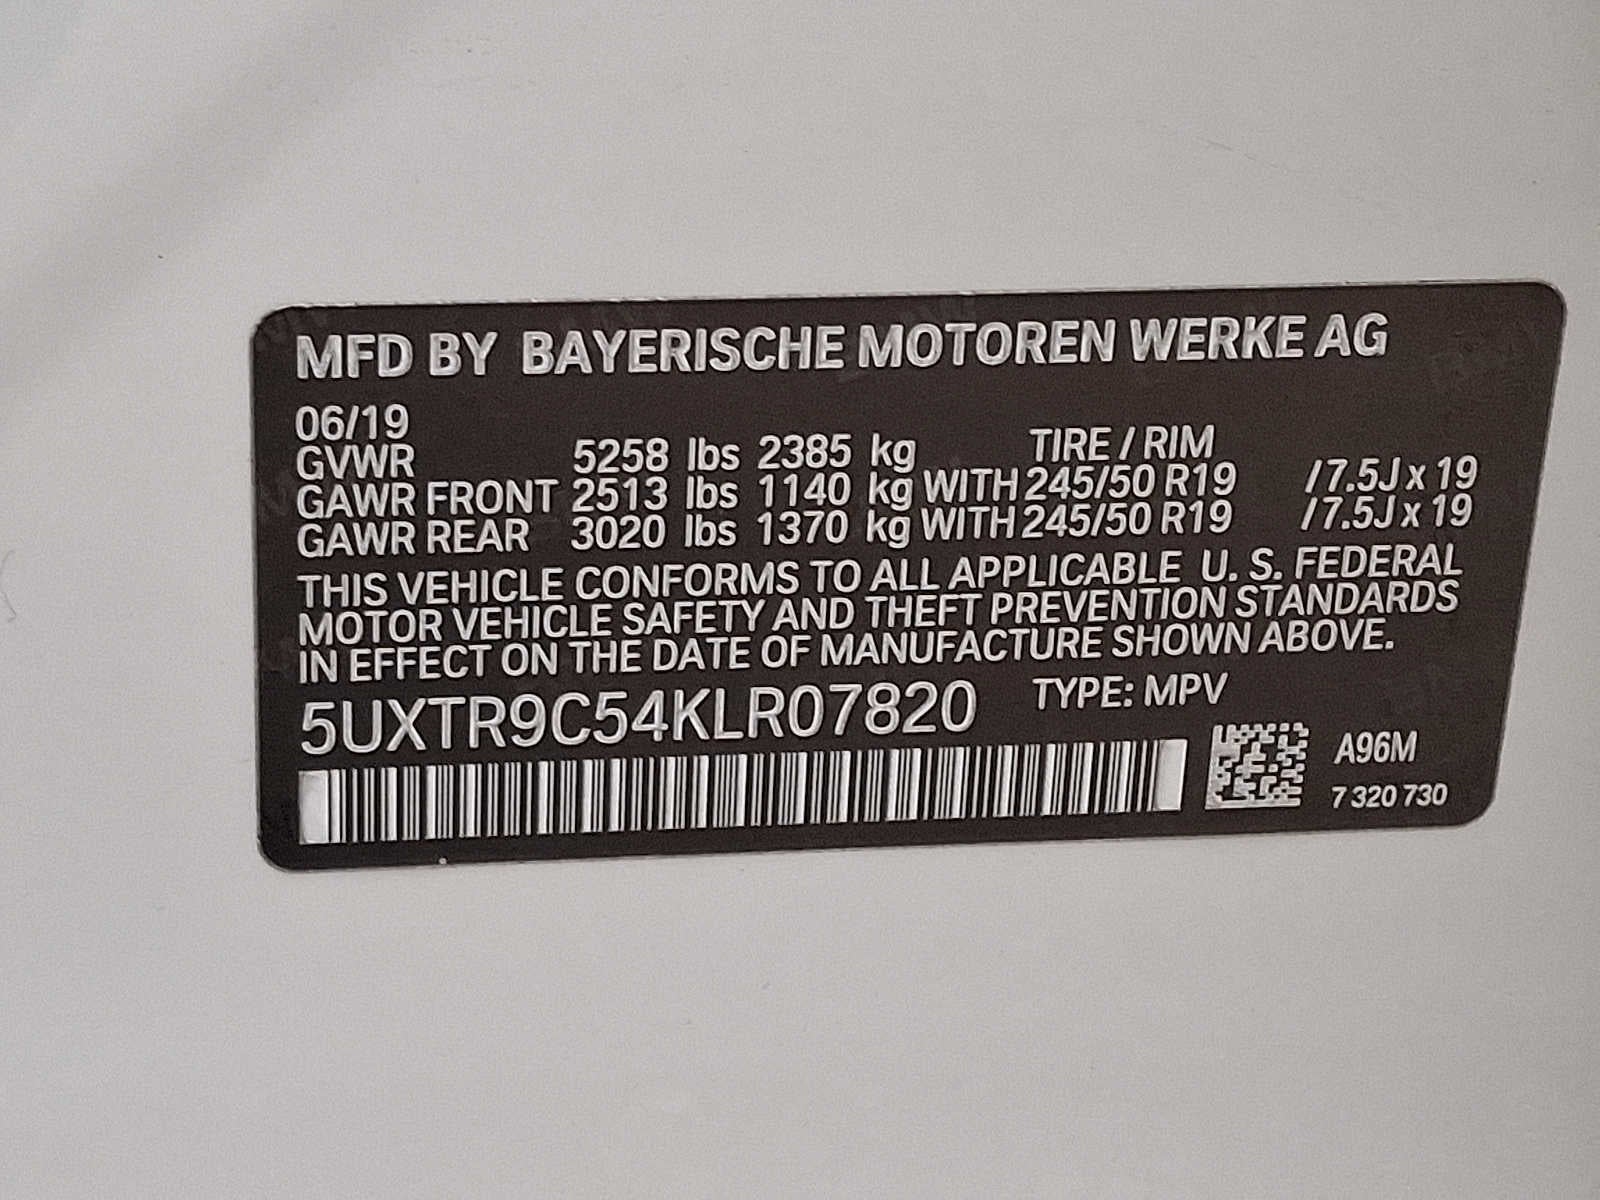 MFD BY BAYERISCHE MOTOREN WERKE AG
06/19
GVWR 5258 lbs 2385 kg TIRE / RIM
GAWR FRONT 2513 lbs 1140 kg WITH 245/50 R19 /7.5J x 19
GAWR REAR 3020 lbs 1370 kg WITH 245/50 R19 /7.5J x 19
THIS VEHICLE CONFORMS TO ALL APPLICABLE U. S. FEDERAL
MOTOR VEHICLE SAFETY AND THEFT PREVENTION STANDARDS
IN EFFECT ON THE DATE OF MANUFACTURE SHOWN ABOVE.
5UXTR9C54KLR07820 TYPE: MPV
A96M
7 320 730